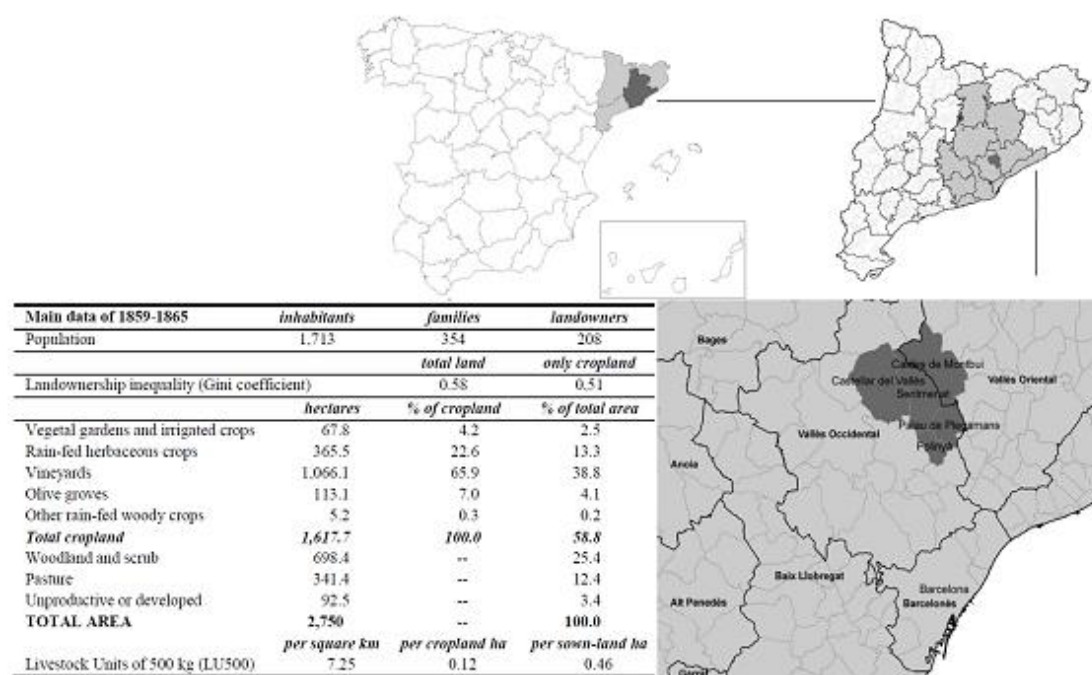 Main data of 1859-1865 inhabitants families landowners
Population 1,713 354 208
total land only cropland
Landownership inequality (Gini coefficient) 0.58 0.51
hectares % of cropland % of total area
Vegetal gardens and irrigated crops 67.8 4.2 2.5
Rain-fed herbaceous crops 365.5 22.6 13.3
Vineyards 1.066.1 65.9 38.8
Olive groves 113.1 7.0 4.1
Other rain-fed woody crops 5.2 0.3 0.2
Total cropland 1,617.7 100.0 58.8
Woodland and scrub 698.4 -- 25.4
Pasture 341.4 -- 12.4
Unproductive or developed 92.5 -- 3.4
TOTAL AREA 2,750 -- 100.0
per square km per cropland ha per sown-land ha
Livestock Units of 500 kg (LU500) 7.25 0.12 0.46
Bages
Caldes de Montbui
Castellar del Vallès
Vallès Oriental
Sentmenat
Palau de Plegamans
Vallès Occidental
Polinyà
Anoia
Baix Llobregat
Barcelona
Alt Penedès
Barcelonès